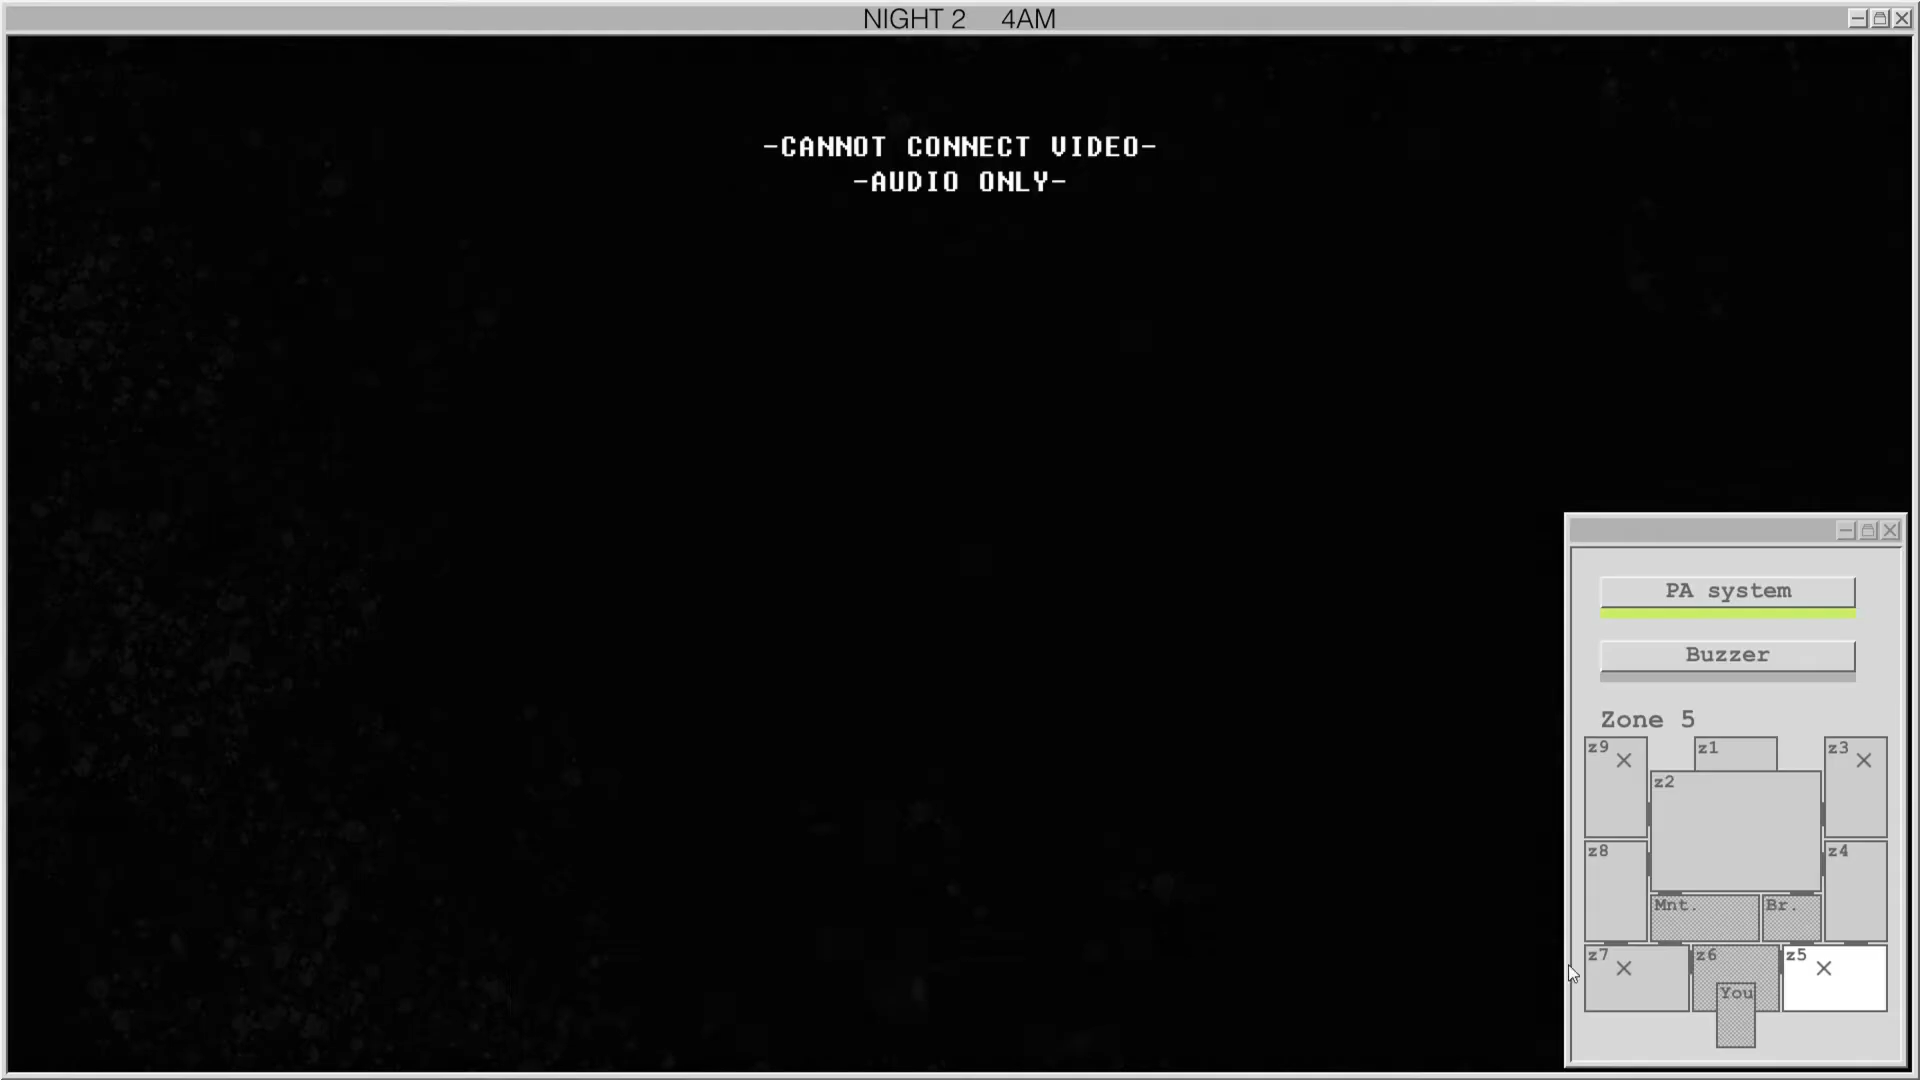 NIGHT 2 4AM
-CANNOT CONNECT VIDEO-
-AUDIO ONLY-
PA system
Buzzer
Zone 5
z9
z1
z3
z2
z8
z4
Mnt.
Br.
z7
z6
z5
You